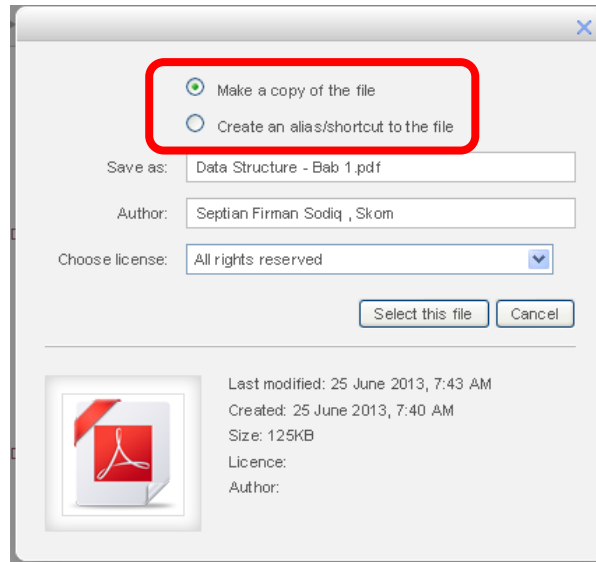 Make a copy of the file
Create an alias/shortcut to the file
Save as: Data Structure - Bab 1.pdf
Author: Septian Firman Sodiq , Skom
Choose license: All rights reserved
Select this file Cancel
Last modified: 25 June 2013, 7:43 AM
Created: 25 June 2013, 7:40 AM
Size: 125KB
Licence:
Author: